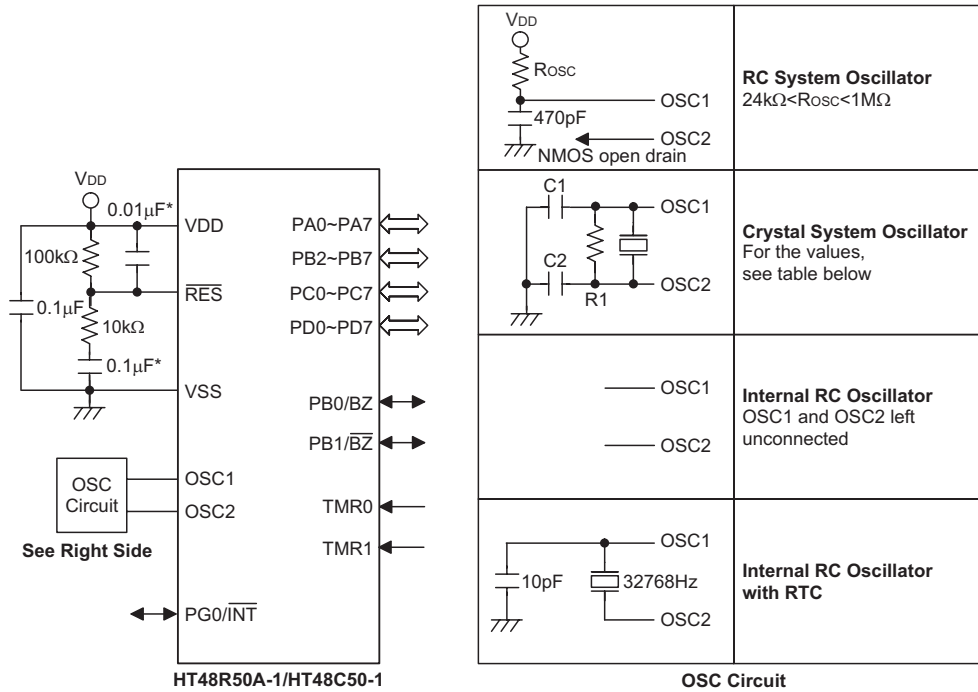 VDD
0.01μF*
100kΩ
0.1μF
10kΩ
0.1μF*
VDD
RES
VSS
OSC1
OSC2
PG0/INT
PA0~PA7
PB2~PB7
PC0~PC7
PD0~PD7
PB0/BZ
PB1/BZ
TMR0
TMR1
OSC
Circuit
See Right Side
HT48R50A-1/HT48C50-1
VDD
ROSC
OSC1
470pF
OSC2
NMOS open drain
RC System Oscillator
24kΩ<ROSC<1MΩ
C1
OSC1
C2
R1
OSC2
Crystal System Oscillator
For the values,
see table below
OSC1
OSC2
Internal RC Oscillator
OSC1 and OSC2 left
unconnected
OSC1
10pF
32768Hz
OSC2
Internal RC Oscillator
with RTC
OSC Circuit